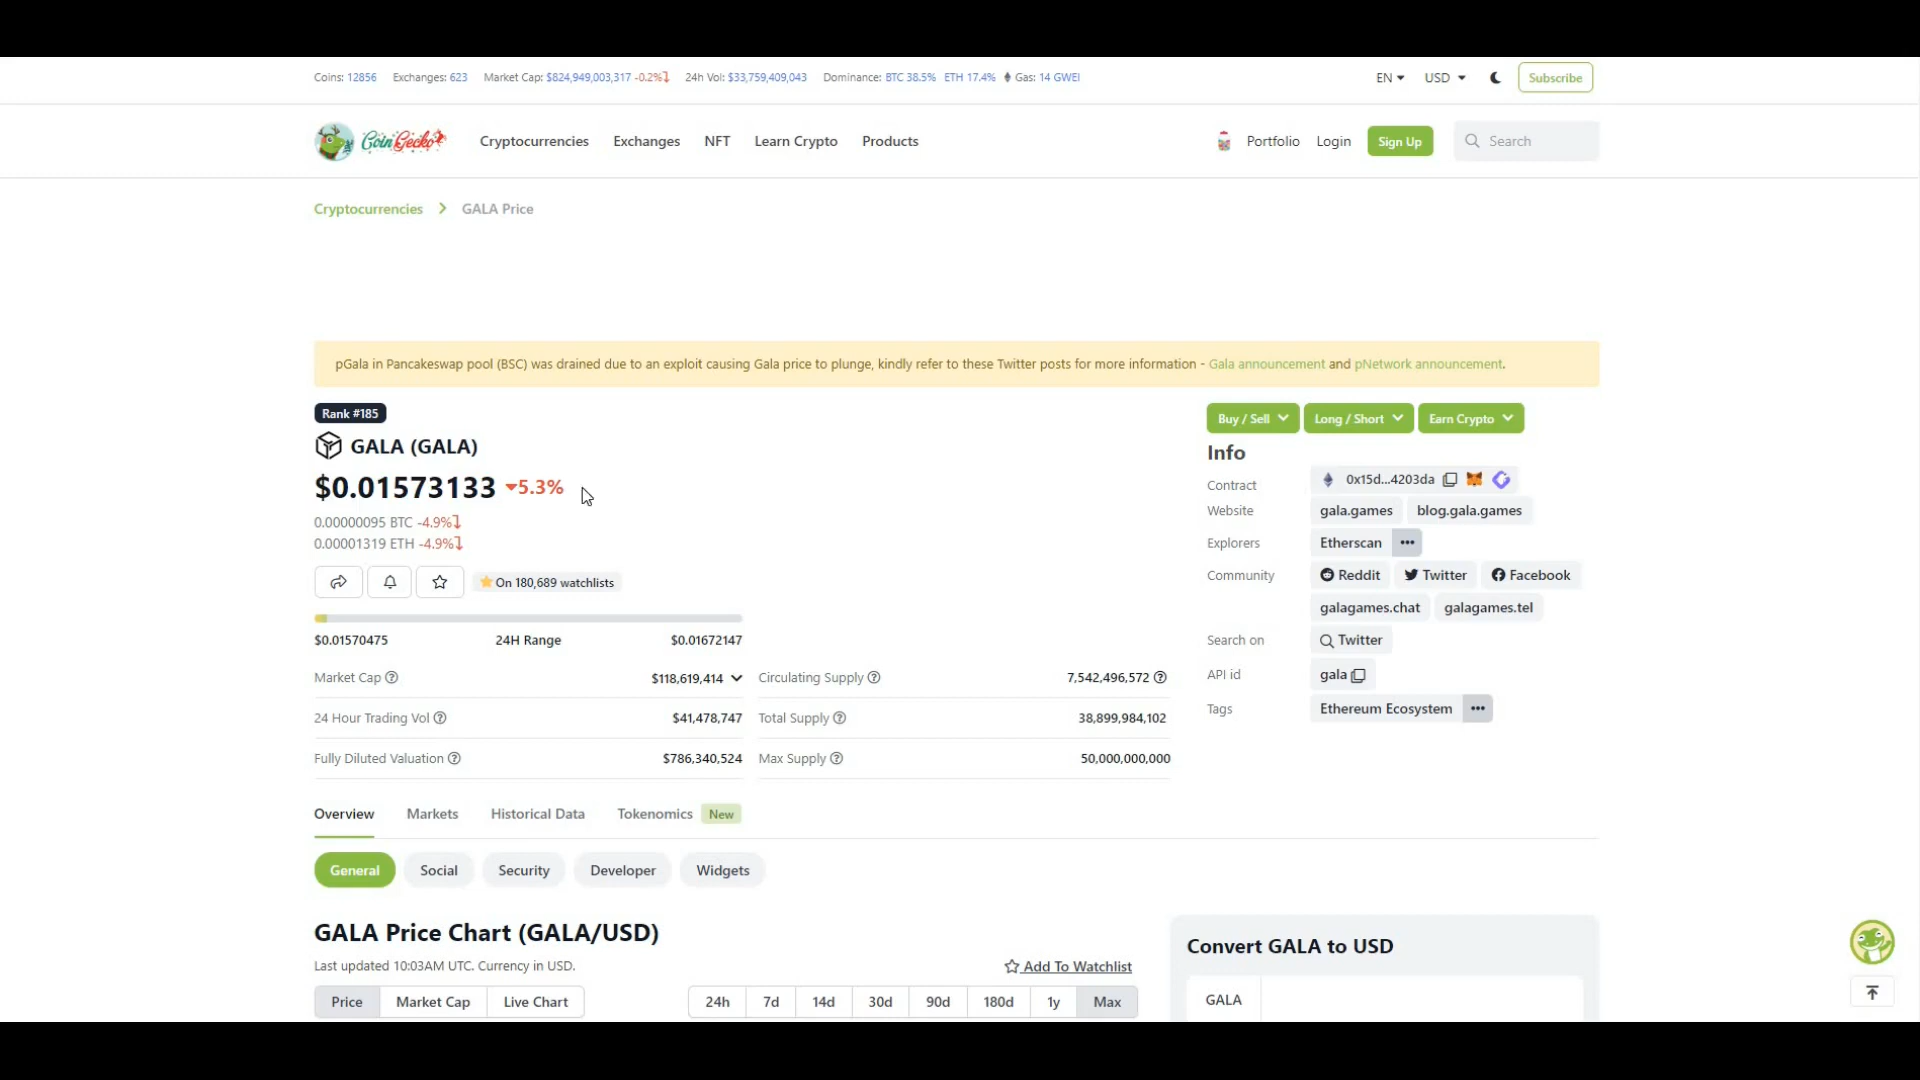 Coins: 12856 Exchanges: 623 Market Cap: $824,949,003,317 -0.2% 24h Vol: $33,759,409,043 Dominance: BTC 38.5% ETH 17.4% Gas: 14 GWEI EN USD Subscribe
CoinGecko Cryptocurrencies Exchanges NFT Learn Crypto Products Portfolio Login Sign Up Search
Cryptocurrencies GALA Price
pGala in Pancakeswap pool (BSC) was drained due to an exploit causing Gala price to plunge, kindly refer to these Twitter posts for more information - Gala announcement and pNetwork announcement.
Rank #185
GALA (GALA)
$0.01573133 5.3%
0.00000095 BTC -4.9%
0.00001319 ETH -4.9%
On 180,689 watchlists
$0.01570475 24H Range $0.01672147
Market Cap $118,619,414
24 Hour Trading Vol $41,478,747
Fully Diluted Valuation $786,340,524
Circulating Supply 7,542,496,572
Total Supply 38,899,984,102
Max Supply 50,000,000,000
Buy / Sell Long / Short Earn Crypto
Info
Contract 0x15d...4203da
Website gala.games blog.gala.games
Explorers Etherscan
Community Reddit Twitter Facebook
galagames.chat galagames.tel
Search on Twitter
API id gala
Tags Ethereum Ecosystem
Overview Markets Historical Data Tokenomics New
General Social Security Developer Widgets
GALA Price Chart (GALA/USD)
Last updated 10:03AM UTC. Currency in USD.
Add To Watchlist
Price Market Cap Live Chart 24h 7d 14d 30d 90d 180d 1y Max
Convert GALA to USD
GALA